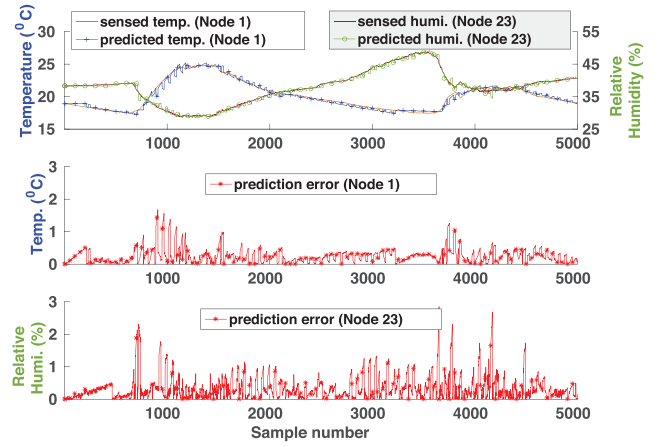 sensed temp. (Node 1)
predicted temp. (Node 1)
sensed humi. (Node 23)
predicted humi. (Node 23)
Temperature (⁰C)
30
25
20
15
55
45
35
25
Relative
Humidity (%)
1000 2000 3000 4000 5000
prediction error (Node 1)
Temp. (⁰C)
3
2
1
0
1000 2000 3000 4000 5000
prediction error (Node 23)
Relative
Humi. (%)
3
2
1
0
1000 2000 3000 4000 5000
Sample number